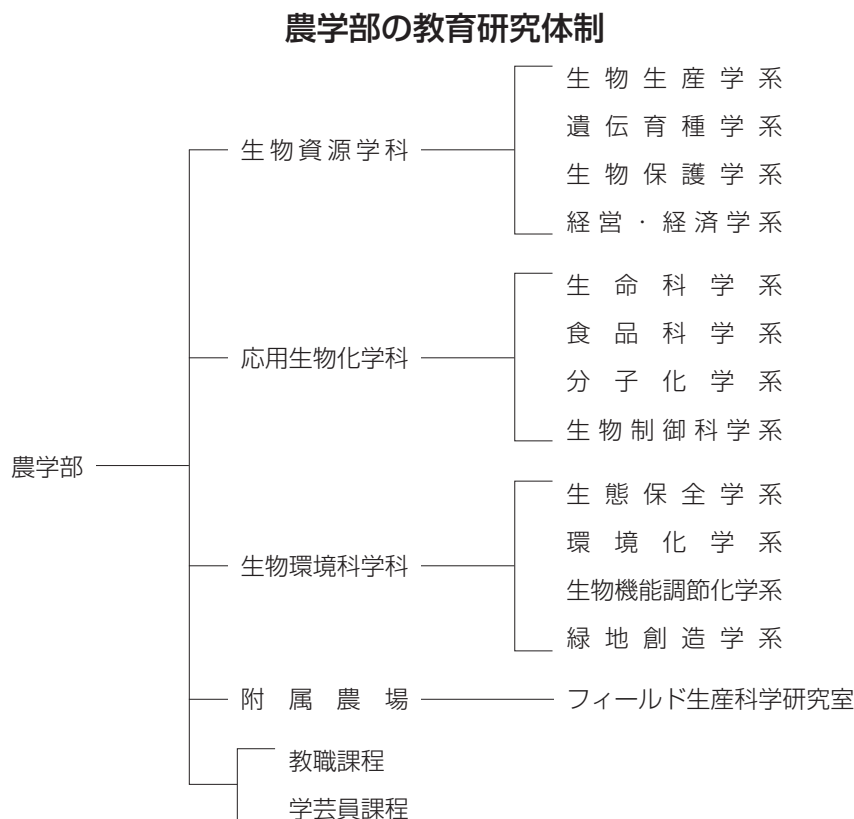 農学部の教育研究体制
農学部
生物資源学科
生物生産学系
遺伝育種学系
生物保護学系
経営・経済学系
応用生物化学科
生命科学系
食品科学系
分子化学系
生物制御科学系
生物環境科学科
生態保全学系
環境化学系
生物機能調節化学系
緑地創造学系
附属農場
フィールド生産科学研究室
教職課程
学芸員課程